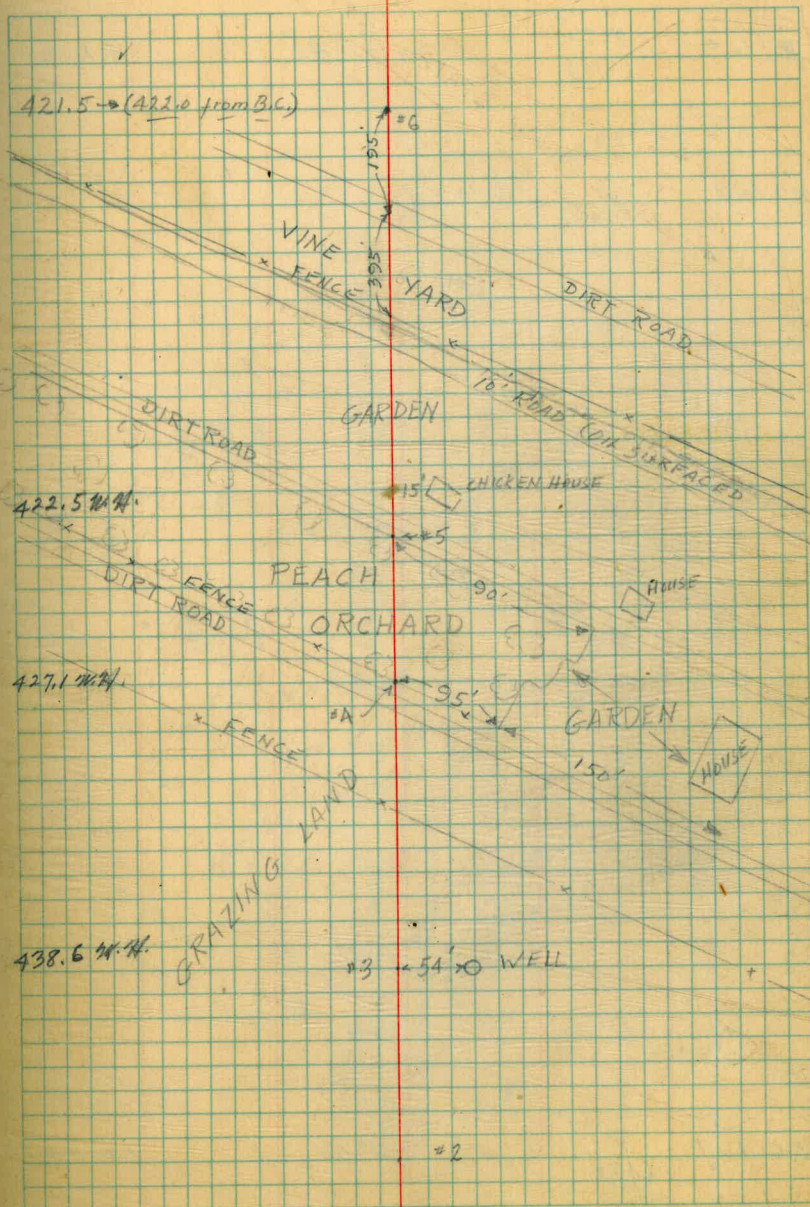 421.5 → (422.0 from B.C.)
#6
195'
VINE YARD
395'
FENCE
DIRT ROAD
10' ROAD (OIL SURFACED
DIRT ROAD
GARDEN
15' CHICKEN HOUSE
422.5 W.H.
#5
PEACH
ORCHARD
FENCE
DIRT ROAD
90'
HOUSE
427.1 W.H.
#4
95'
GARDEN
FENCE
150'
HOUSE
GRAZING LAND
438.6 W.H.
#3
54'
WELL
#2